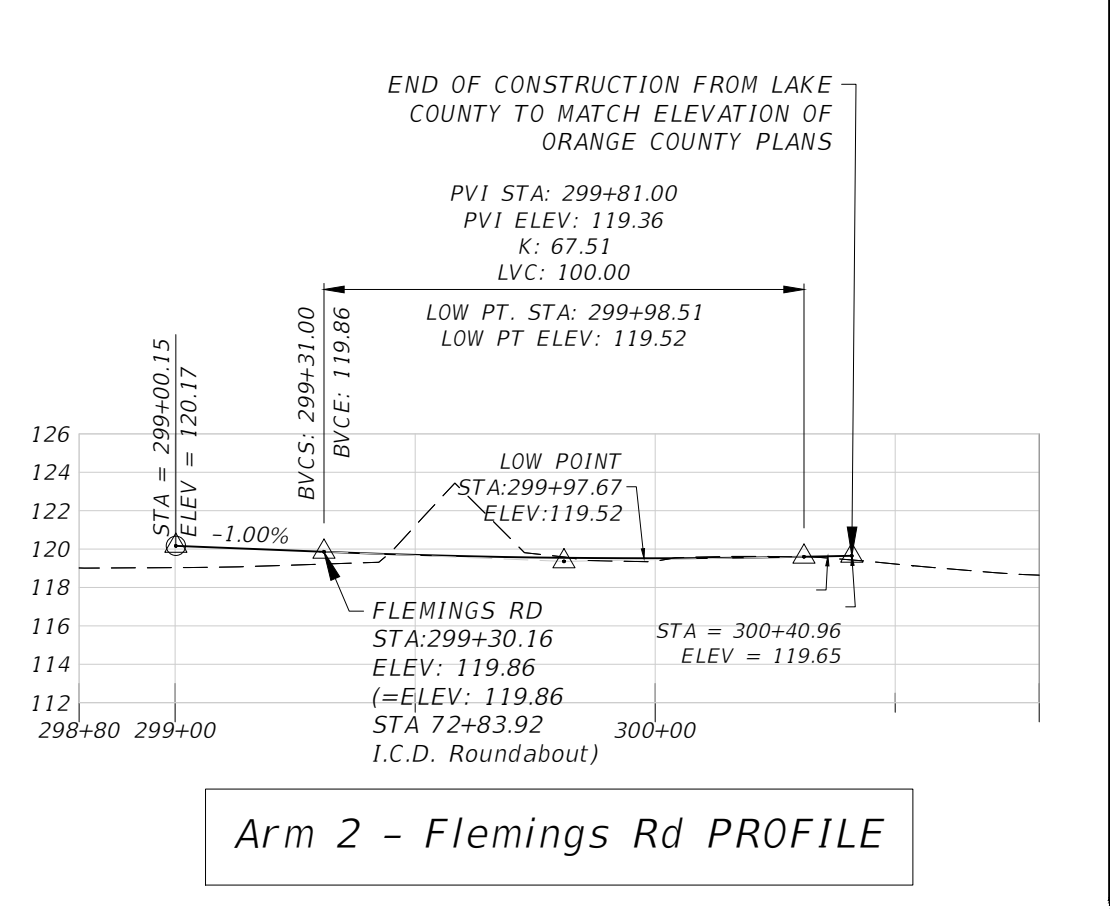 END OF CONSTRUCTION FROM LAKE
COUNTY TO MATCH ELEVATION OF
ORANGE COUNTY PLANS
PVI STA: 299+81.00
PVI ELEV: 119.36
K: 67.51
LVC: 100.00
LOW PT. STA: 299+98.51
LOW PT ELEV: 119.52
STA = 299+00.15
ELEV = 120.17
BVCS: 299+31.00
BVCE: 119.86
126
124
122
120
118
116
114
112
-1.00%
LOW POINT
STA:299+97.67
ELEV:119.52
FLEMINGS RD
STA:299+30.16
ELEV: 119.86
(=ELEV: 119.86
STA 72+83.92
I.C.D. Roundabout)
STA = 300+40.96
ELEV = 119.65
298+80 299+00 300+00
Arm 2 - Flemings Rd PROFILE